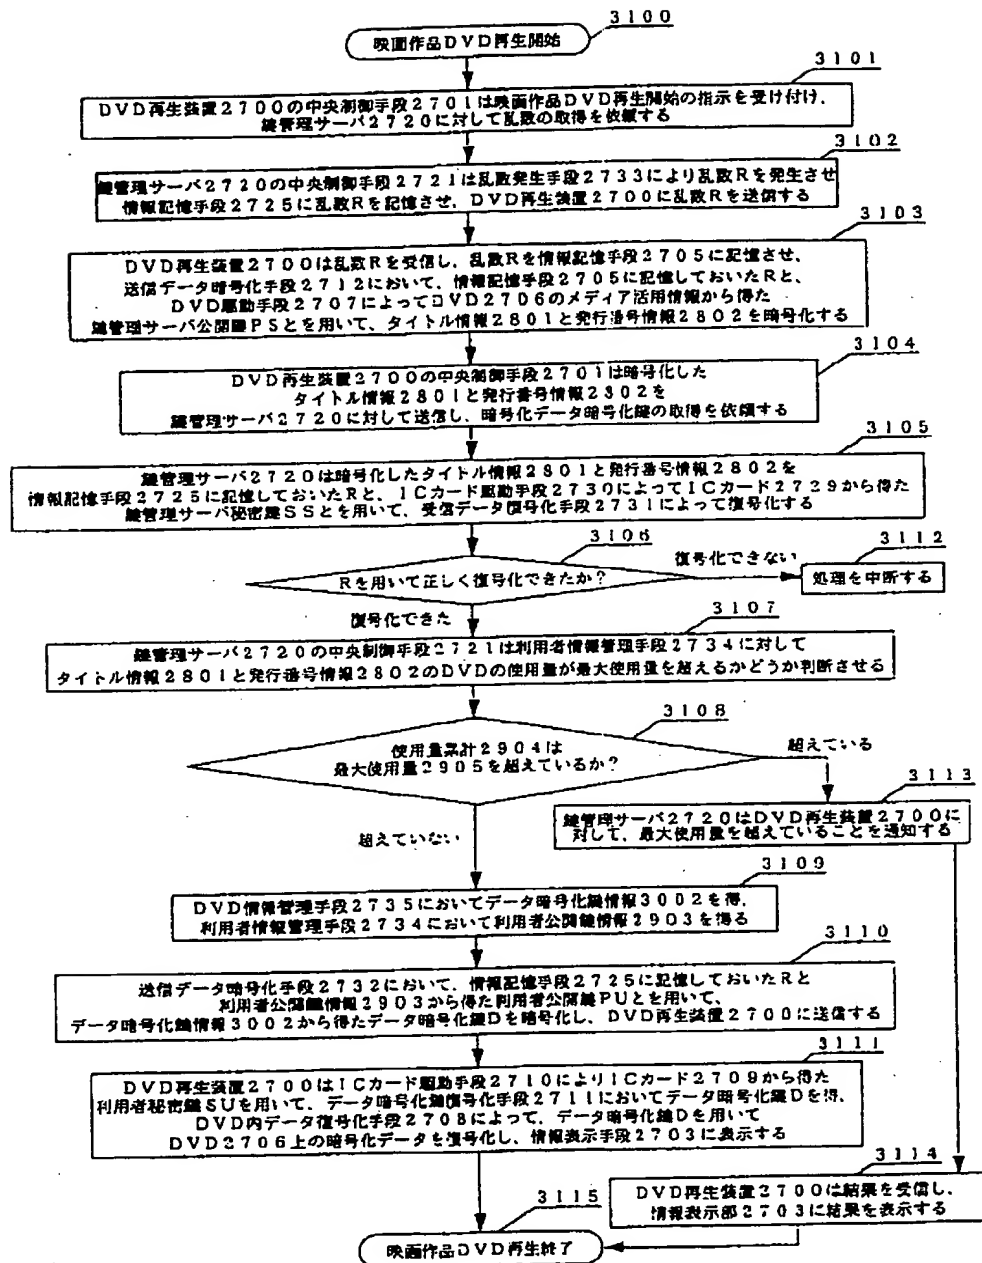 3100
映画作品DVD再生開始
3101
DVD再生装置2700の中央制御手段2701は映画作品DVD再生開始の指示を受け付け、
鍵管理サーバ2720に対して乱数の取得を依頼する
3102
鍵管理サーバ2720の中央制御手段2721は乱数発生手段2733により乱数Rを発生させ
情報記憶手段2725に乱数Rを記憶させ、DVD再生装置2700に乱数Rを送信する
3103
DVD再生装置2700は乱数Rを受信し、乱数Rを情報記憶手段2705に記憶させ、
送信データ暗号化手段2712において、情報記憶手段2705に記憶しておいたRと、
DVD駆動手段2707によってDVD2706のメディア活用情報から得た
鍵管理サーバ公開鍵PSとを用いて、タイトル情報2801と発行番号情報2802を暗号化する
3104
DVD再生装置2700の中央制御手段2701は暗号化した
タイトル情報2801と発行番号情報2802を
鍵管理サーバ2720に対して送信し、暗号化データ暗号化鍵の取得を依頼する
3105
鍵管理サーバ2720は暗号化したタイトル情報2801と発行番号情報2802を
情報記憶手段2725に記憶しておいたRと、ICカード駆動手段2730によってICカード2729から得た
鍵管理サーバ秘密鍵SSとを用いて、受信データ復号化手段2731によって復号化する
3106
Rを用いて正しく復号化できたか?
復号化できない
3112
処理を中断する
復号化できた
3107
鍵管理サーバ2720の中央制御手段2721は利用者情報管理手段2734に対して
タイトル情報2801と発行番号情報2802のDVDの使用量が最大使用量を超えるかどうか判断させる
3108
使用量累計2904は
最大使用量2905を超えているか?
超えている
3113
鍵管理サーバ2720はDVD再生装置2700に
対して、最大使用量を超えていることを通知する
超えていない
3109
DVD情報管理手段2735においてデータ暗号化鍵情報3002を得、
利用者情報管理手段2734において利用者公開鍵情報2903を得る
3110
送信データ暗号化手段2732において、情報記憶手段2725に記憶しておいたRと
利用者公開鍵情報2903から得た利用者公開鍵PUとを用いて、
データ暗号化鍵情報3002から得たデータ暗号化鍵Dを暗号化し、DVD再生装置2700に送信する
3111
DVD再生装置2700はICカード駆動手段2710によりICカード2709から得た
利用者秘密鍵SUを用いて、データ暗号化鍵復号化手段2711においてデータ暗号化鍵Dを得、
DVD内データ復号化手段2708によって、データ暗号鍵Dを用いて
DVD2706上の暗号化データを復号化し、情報表示手段2703に表示する
3114
DVD再生装置2700は結果を受信し、
情報表示部2703に結果を表示する
3115
映画作品DVD再生終了